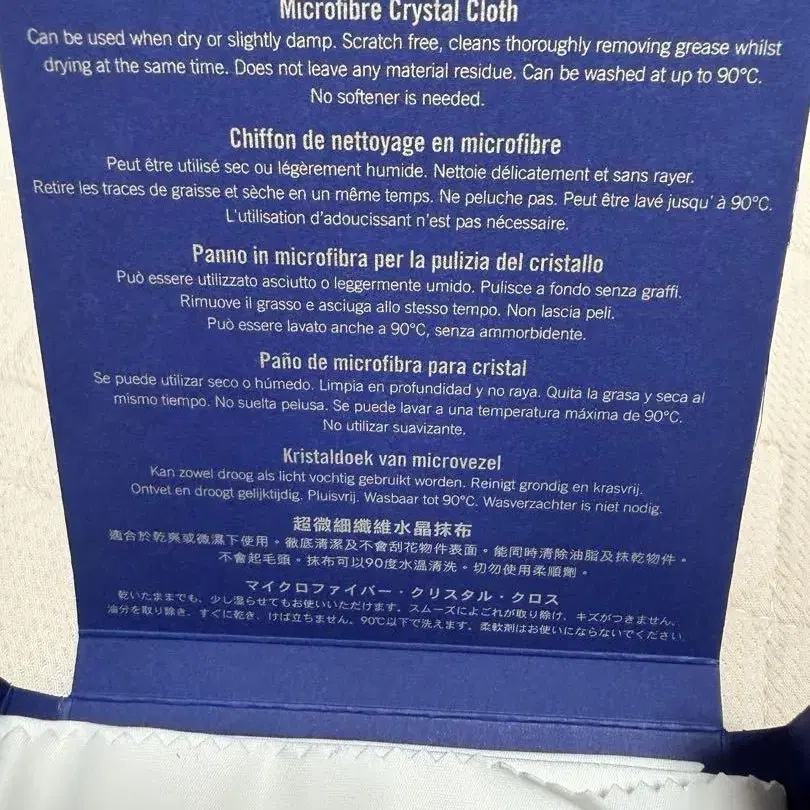 Microfibre Crystal Cloth
Can be used when dry or slightly damp. Scratch free, cleans thoroughly removing grease whilst
drying at the same time. Does not leave any material residue. Can be washed at up to 90°C.
No softener is needed.
Chiffon de nettoyage en microfibre
Peut être utilisé sec ou légèrement humide. Nettoie délicatement et sans rayer.
Retire les traces de graisse et sèche en un même temps. Ne peluche pas. Peut être lavé jusqu' à 90°C.
L'utilisation d'adoucissant n'est pas nécessaire.
Panno in microfibra per la pulizia del cristallo
Può essere utilizzato asciutto o leggermente umido. Pulisce a fondo senza graffi.
Rimuove il grasso e asciuga allo stesso tempo. Non lascia peli.
Può essere lavato anche a 90°C, senza ammorbidente.
Paño de microfibra para cristal
Se puede utilizar seco o húmedo. Limpia en profundidad y no raya. Quita la grasa y seca al
mismo tiempo. No suelta pelusa. Se puede lavar a una temperatura máxima de 90°C.
No utilizar suavizante.
Kristaldoek van microvezel
Kan zowel droog als licht vochtig gebruikt worden. Reinigt grondig en krasvrij.
Ontvet en droogt gelijktijdig. Pluisvrij. Wasbaar tot 90°C. Wasverzachter is niet nodig.
超微細纖維水晶抹布
適合於乾爽或微濕下使用。徹底清潔及不會刮花物件表面。能同時清除油脂及抹乾物件。
不會起毛頭。抹布可以90度水溫清洗。切勿使用柔順劑。
マイクロファイバー・クリスタル・クロス
乾いたままでも、少し湿らせてもお使いいただけます。スムーズによごれが取り除け、キズがつきません。
油分を取り除き、すぐに乾き、けば立ちません。90℃以下で洗えます。柔軟剤はお使いにならないでください。